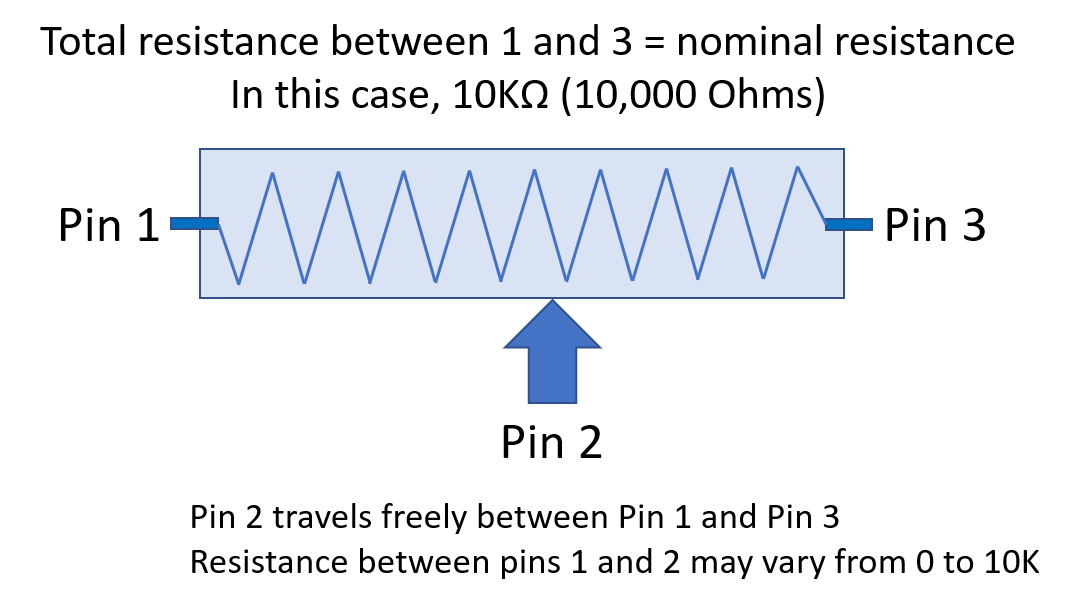 Total resistance between 1 and 3 = nominal resistance
In this case, 10KΩ (10,000 Ohms)
Pin 1
Pin 3
Pin 2
Pin 2 travels freely between Pin 1 and Pin 3
Resistance between pins 1 and 2 may vary from 0 to 10K